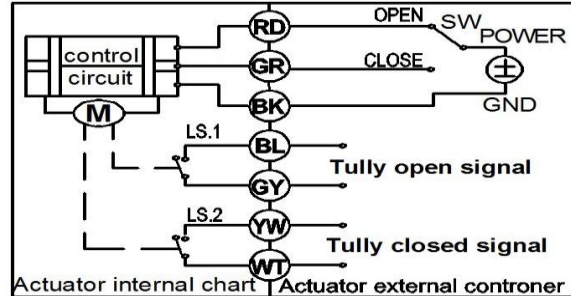 RD OPEN SW POWER
control circuit
GR CLOSE
BK GND
M
LS.1 BL
Tully open signal
GY
LS.2 YW
Tully closed signal
WT
Actuator internal chart Actuator external controner